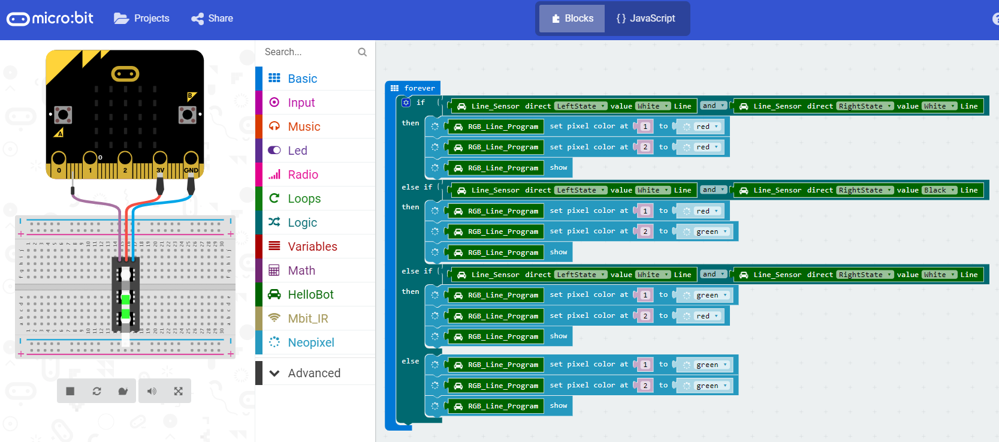 micro:bit Projects Share Blocks {} JavaScript ?
Search...
Basic
Input
Music
Led
Radio
Loops
Logic
Variables
Math
HelloBot
Mbit_IR
Neopixel
Advanced
B
A
0
0 1 2 3V GND
forever
if Line_Sensor direct LeftState value White Line and Line_Sensor direct RightState value White Line
then RGB_Line_Program set pixel color at 1 to red
RGB_Line_Program set pixel color at 2 to red
RGB_Line_Program show
else if Line_Sensor direct LeftState value White Line and Line_Sensor direct RightState value Black Line
then RGB_Line_Program set pixel color at 1 to red
RGB_Line_Program set pixel color at 2 to green
RGB_Line_Program show
else if Line_Sensor direct LeftState value White Line and Line_Sensor direct RightState value White Line
then RGB_Line_Program set pixel color at 1 to green
RGB_Line_Program set pixel color at 2 to red
RGB_Line_Program show
else RGB_Line_Program set pixel color at 1 to green
RGB_Line_Program set pixel color at 2 to green
RGB_Line_Program show